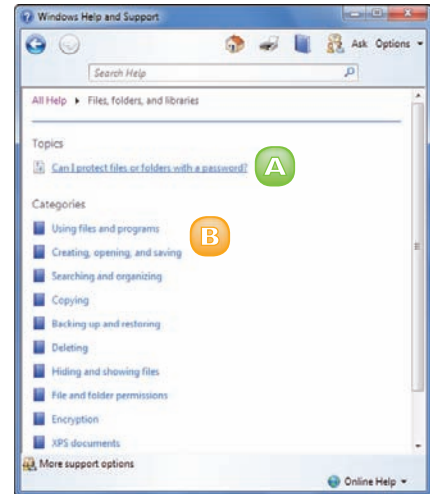 Windows Help and Support
Ask Options
Search Help
All Help ▸ Files, folders, and libraries
Topics
Can I protect files or folders with a password?
A
Categories
Using files and programs
B
Creating, opening, and saving
Searching and organizing
Copying
Backing up and restoring
Deleting
Hiding and showing files
File and folder permissions
Encryption
XPS documents
More support options
Online Help